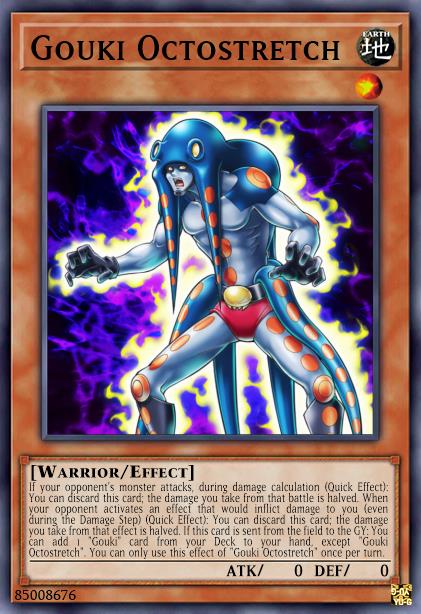 Gouki Octostretch
EARTH
地
[Warrior/Effect]
If your opponent's monster attacks, during damage calculation (Quick Effect):
You can discard this card; the damage you take from that battle is halved. When
your opponent activates an effect that would inflict damage to you (even
during the Damage Step) (Quick Effect): You can discard this card; the damage
you take from that effect is halved. If this card is sent from the field to the GY: You
can add 1 "Gouki" card from your Deck to your hand, except "Gouki
Octostretch". You can only use this effect of "Gouki Octostretch" once per turn.
ATK/ 0 DEF/ 0
85008676